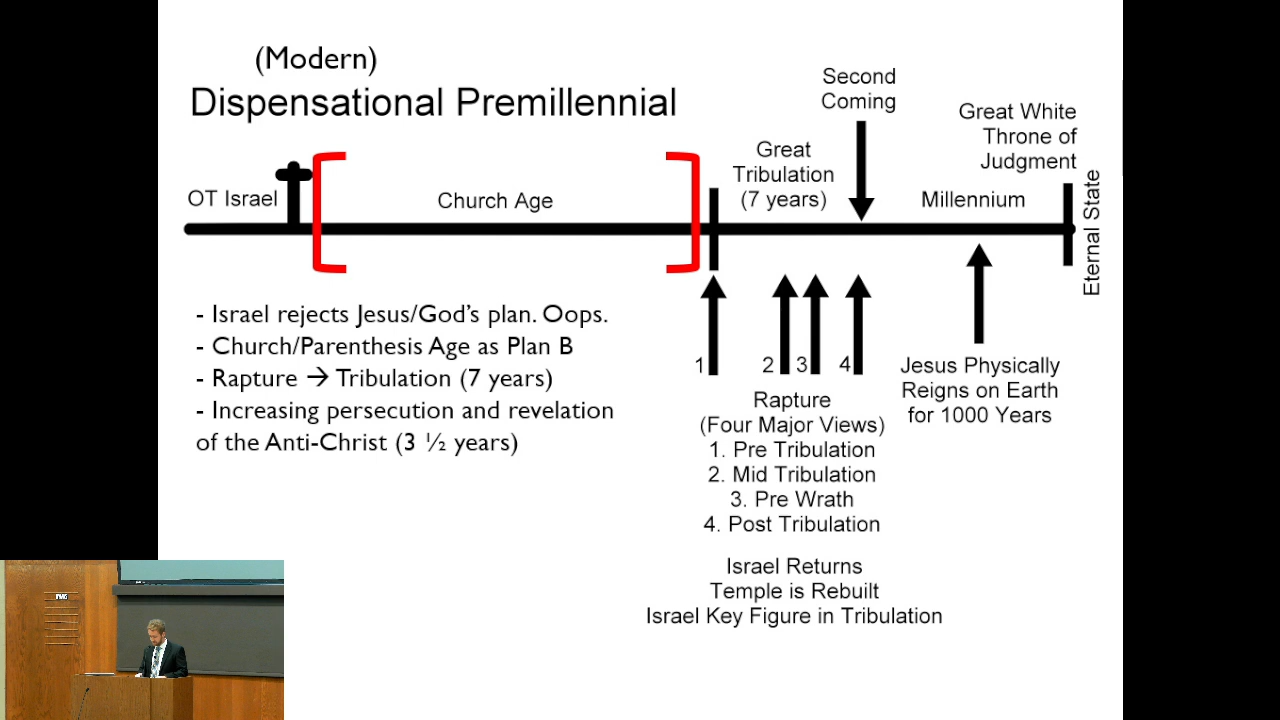 (Modern)
Dispensational Premillennial
Second
Coming
Great White
Throne of
Judgment
Great
Tribulation
(7 years)
OT Israel
Church Age
Millennium
Eternal State
- Israel rejects Jesus/God's plan. Oops.
- Church/Parenthesis Age as Plan B
- Rapture → Tribulation (7 years)
- Increasing persecution and revelation
of the Anti-Christ (3 ½ years)
1
2
3
4
Jesus Physically
Reigns on Earth
for 1000 Years
Rapture
(Four Major Views)
1. Pre Tribulation
2. Mid Tribulation
3. Pre Wrath
4. Post Tribulation
Israel Returns
Temple is Rebuilt
Israel Key Figure in Tribulation